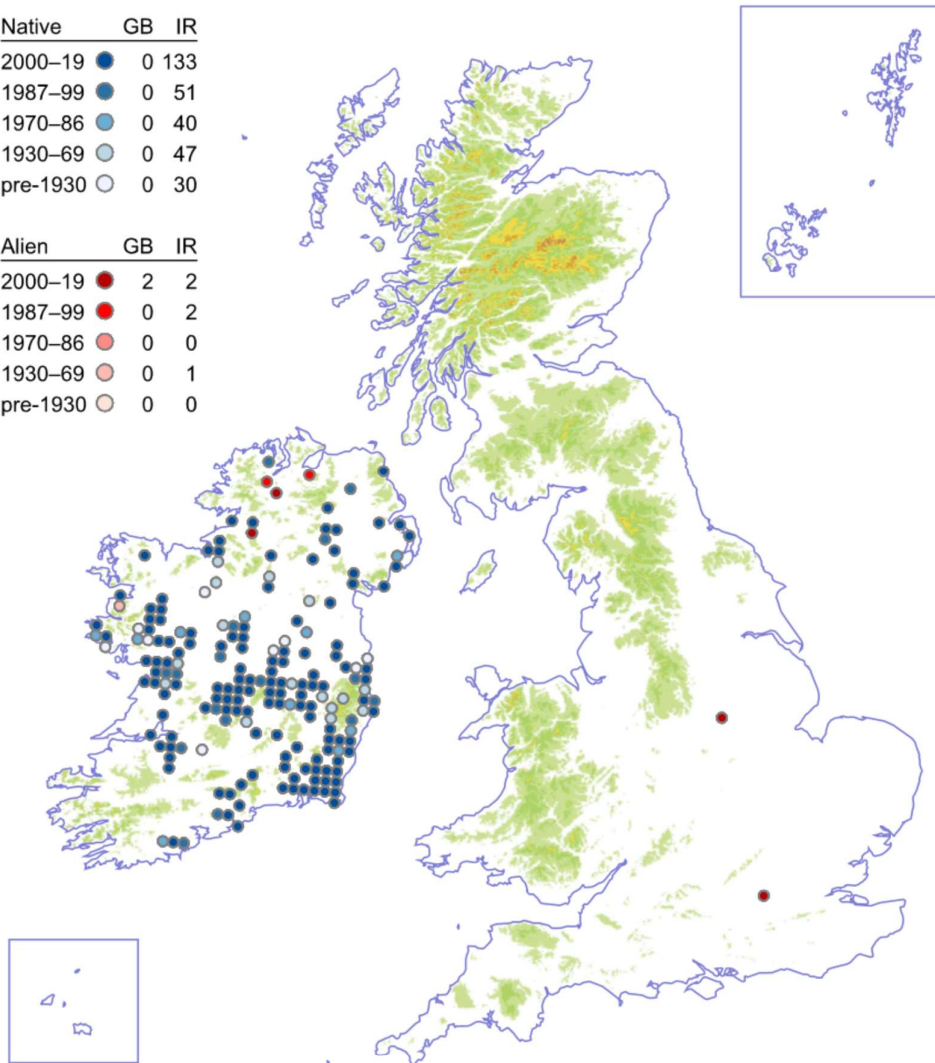 Native GB IR
2000–19 0 133
1987–99 0 51
1970–86 0 40
1930–69 0 47
pre-1930 0 30
Alien GB IR
2000–19 2 2
1987–99 0 2
1970–86 0 0
1930–69 0 1
pre-1930 0 0